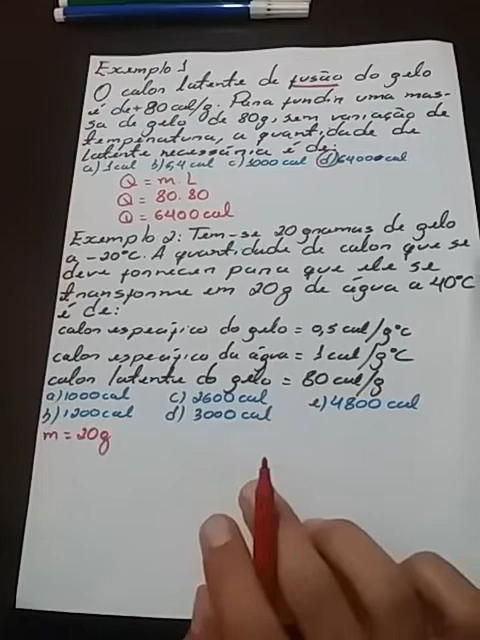 Exemplo 1
O calor latente de fusão do gelo
é de +80 cal/g. Para fundir uma mas-
sa de gelo de 80g, sem variação de
temperatura, a quantidade de
latente necessária é de:
a) 1cal b) 6,4 cal c) 1000 cal d) 64000 cal
Q = m.L
Q = 80.80
Q = 6400 cal
Exemplo 2: Tem-se 20 gramas de gelo
a -20°C. A quantidade de calor que se
deve fornecer para que ele se
transforme em 20g de água a 40°C
é de:
calor específico do gelo = 0,5 cal/g°C
calor específico da água = 1 cal/g°C
calor latente do gelo = 80 cal/g
a) 1000 cal c) 2600 cal e) 4800 cal
b) 1200 cal d) 3000 cal
m = 20g